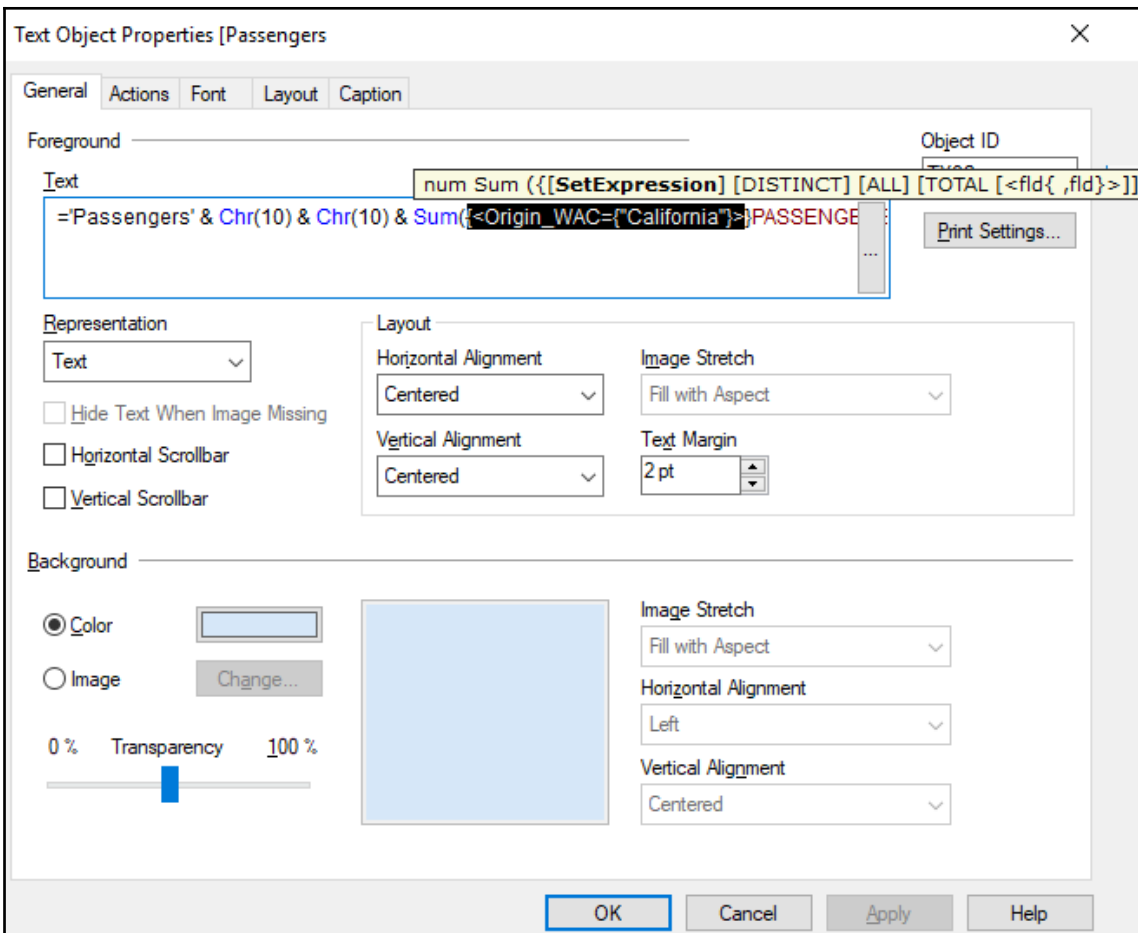 Text Object Properties [Passengers
General Actions Font Layout Caption
Foreground
Object ID
Text
num Sum ({[SetExpression] [DISTINCT] [ALL] [TOTAL [<fld{ ,fld}>]]
='Passengers' & Chr(10) & Chr(10) & Sum({<Origin_WAC={"California"}>}PASSENGE
...
Print Settings...
Representation
Text
Hide Text When Image Missing
Horizontal Scrollbar
Vertical Scrollbar
Layout
Horizontal Alignment
Image Stretch
Centered
Fill with Aspect
Vertical Alignment
Text Margin
Centered
2 pt
Background
Color
Image
Change...
0 % Transparency 100 %
Image Stretch
Fill with Aspect
Horizontal Alignment
Left
Vertical Alignment
Centered
OK Cancel Apply Help